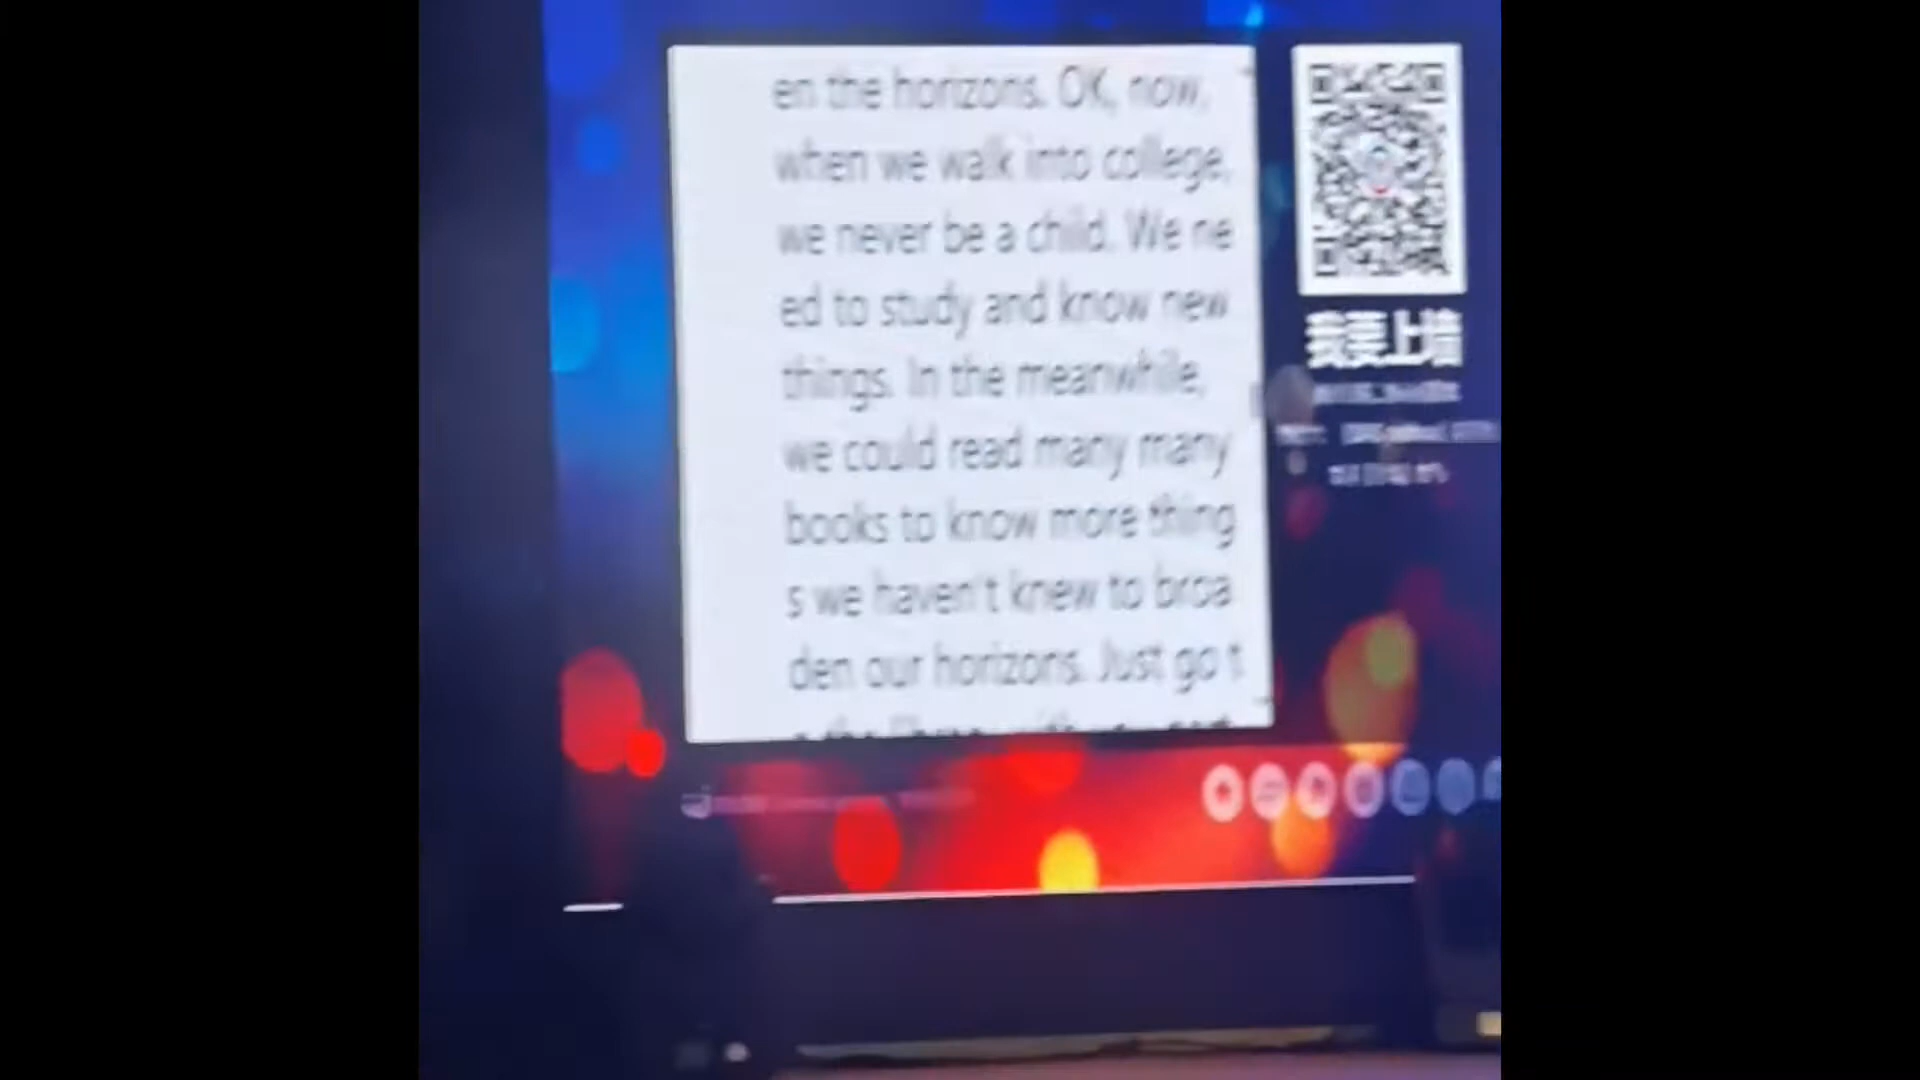 en the horizons. OK, now,
when we walk into college,
we never be a child. We ne
ed to study and know new
things. In the meanwhile,
we could read many many
books to know more thing
s we haven't knew to broa
den our horizons. Just go t
我要上墙